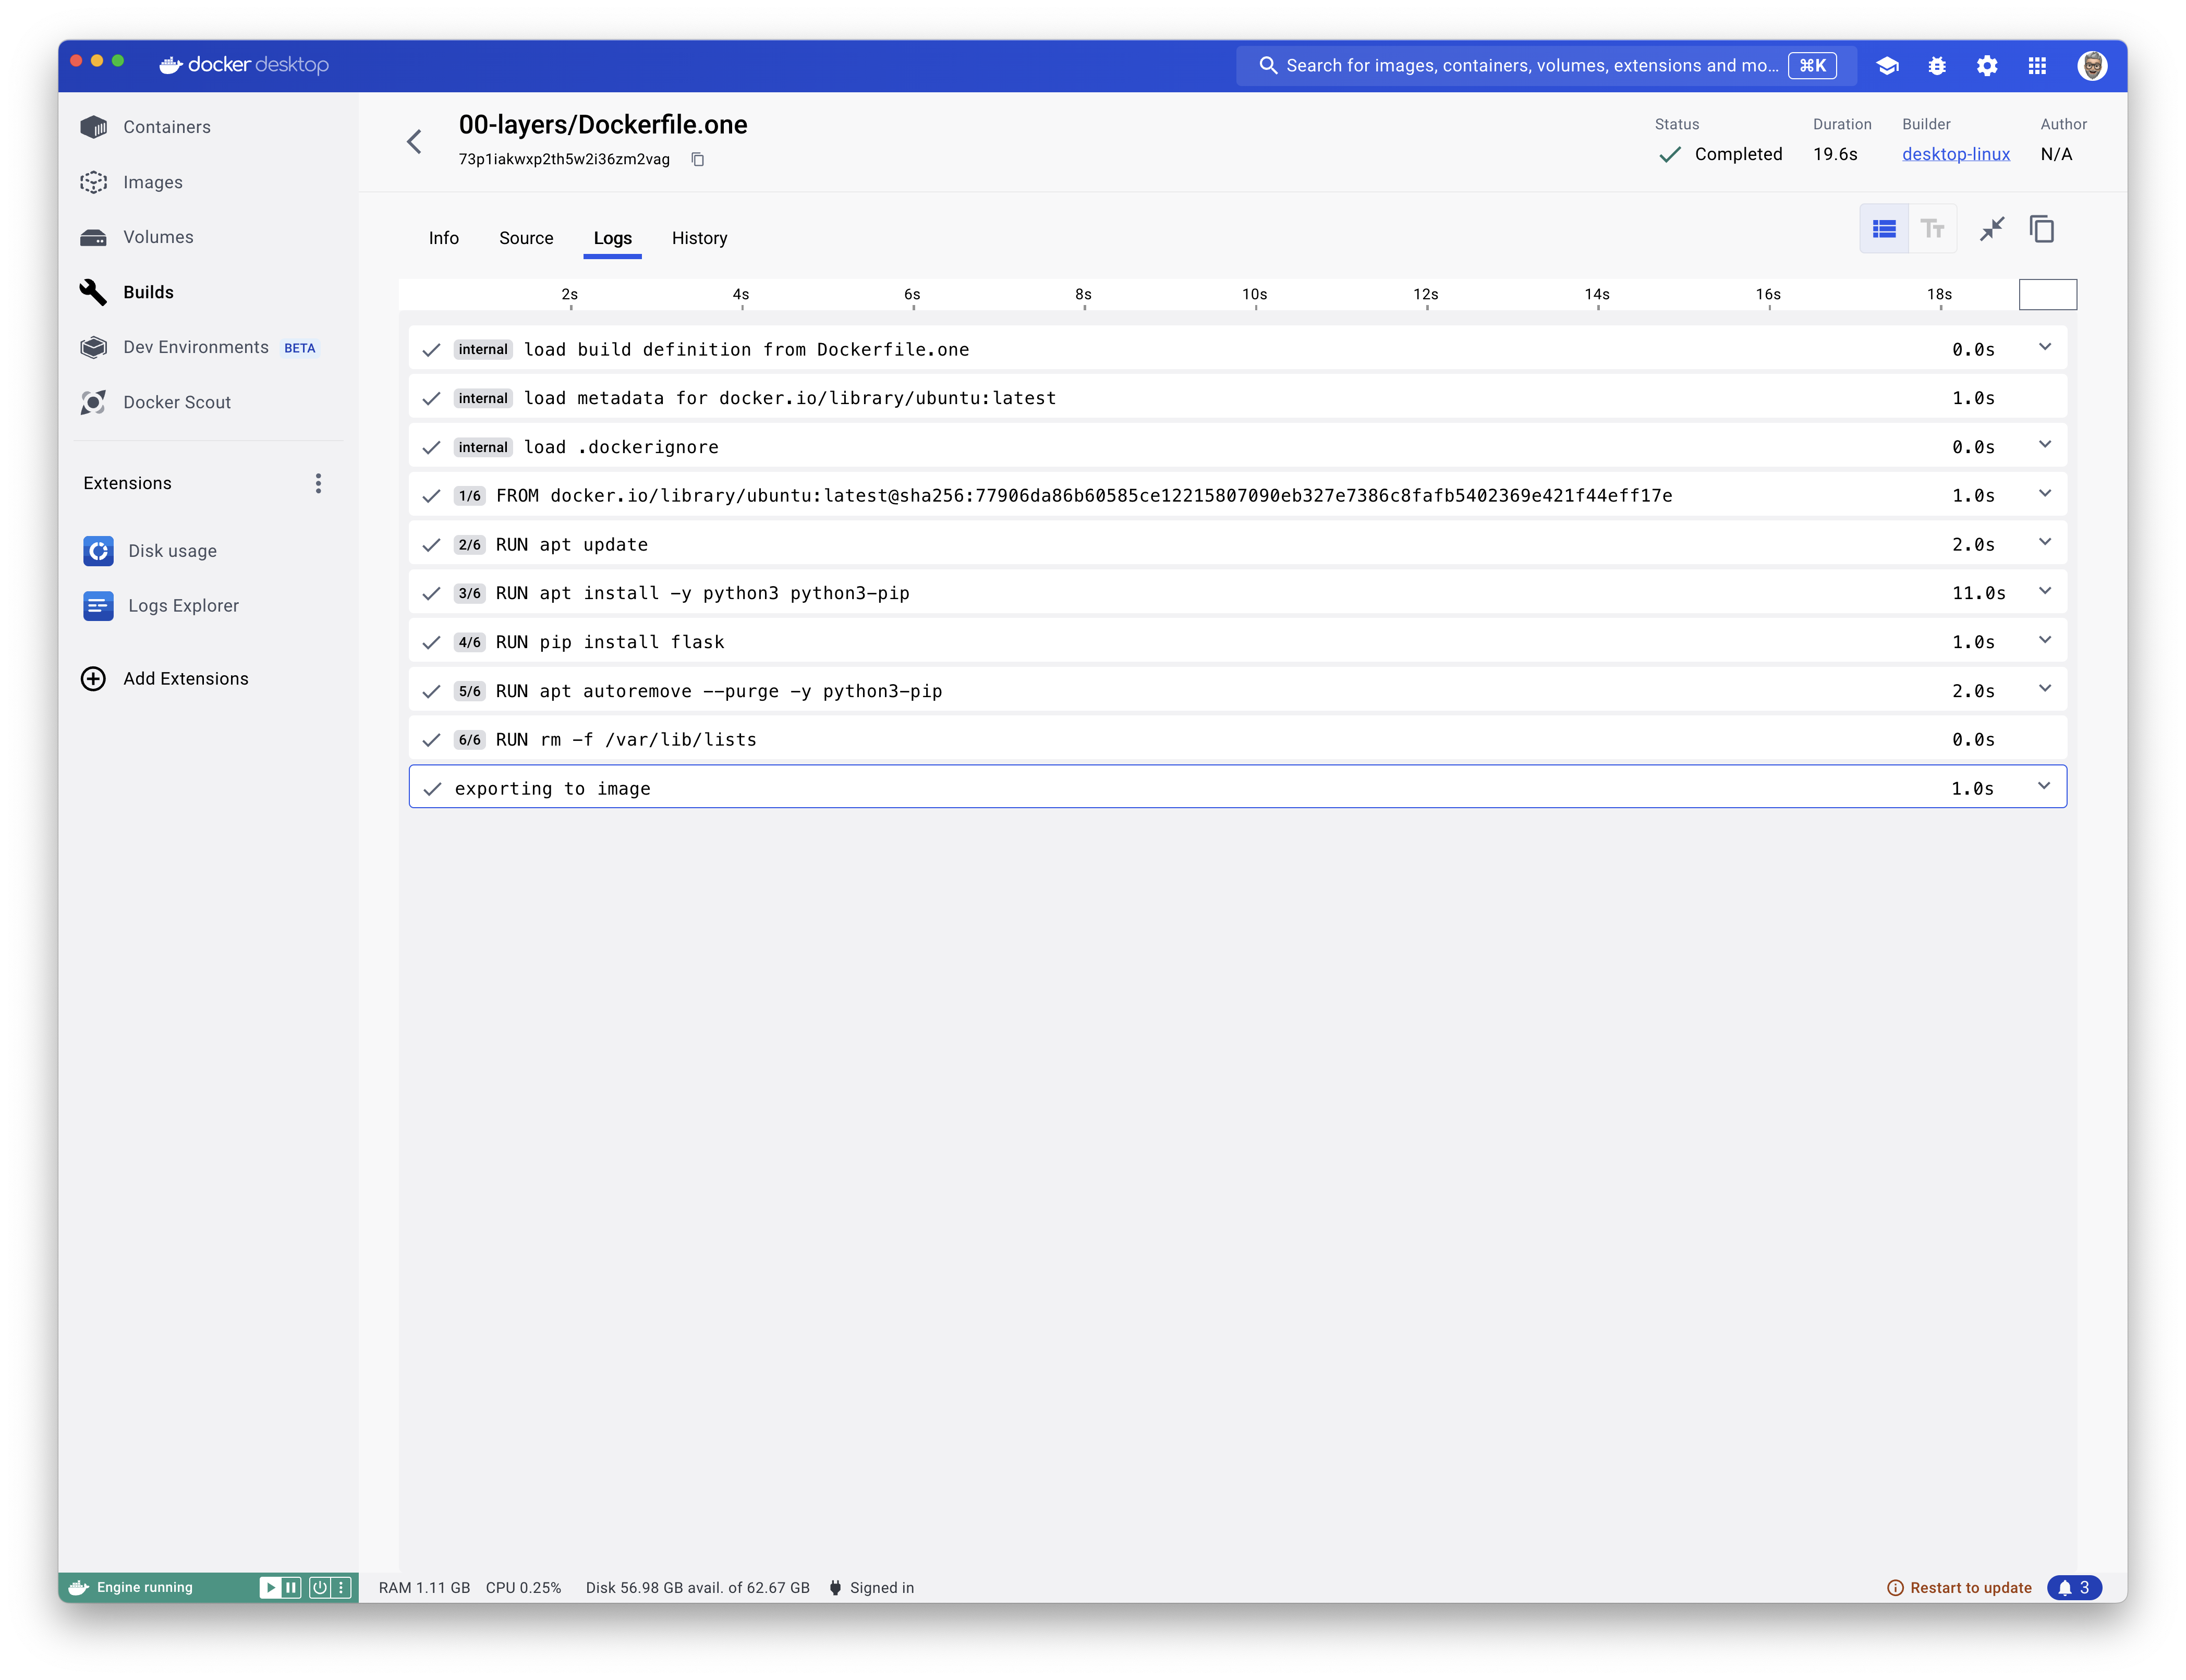 docker desktop
Search for images, containers, volumes, extensions and mo... ⌘K
Containers
Images
Volumes
Builds
Dev Environments BETA
Docker Scout
Extensions
Disk usage
Logs Explorer
Add Extensions
00-layers/Dockerfile.one
73p1iakwxp2th5w2i36zm2vag
Status Duration Builder Author
Completed 19.6s desktop-linux N/A
Info Source Logs History
Tт
2s 4s 6s 8s 10s 12s 14s 16s 18s
internal load build definition from Dockerfile.one 0.0s
internal load metadata for docker.io/library/ubuntu:latest 1.0s
internal load .dockerignore 0.0s
1/6 FROM docker.io/library/ubuntu:latest@sha256:77906da86b60585ce12215807090eb327e7386c8fafb5402369e421f44eff17e 1.0s
2/6 RUN apt update 2.0s
3/6 RUN apt install -y python3 python3-pip 11.0s
4/6 RUN pip install flask 1.0s
5/6 RUN apt autoremove --purge -y python3-pip 2.0s
6/6 RUN rm -f /var/lib/lists 0.0s
exporting to image 1.0s
Engine running
RAM 1.11 GB CPU 0.25% Disk 56.98 GB avail. of 62.67 GB Signed in
Restart to update 3